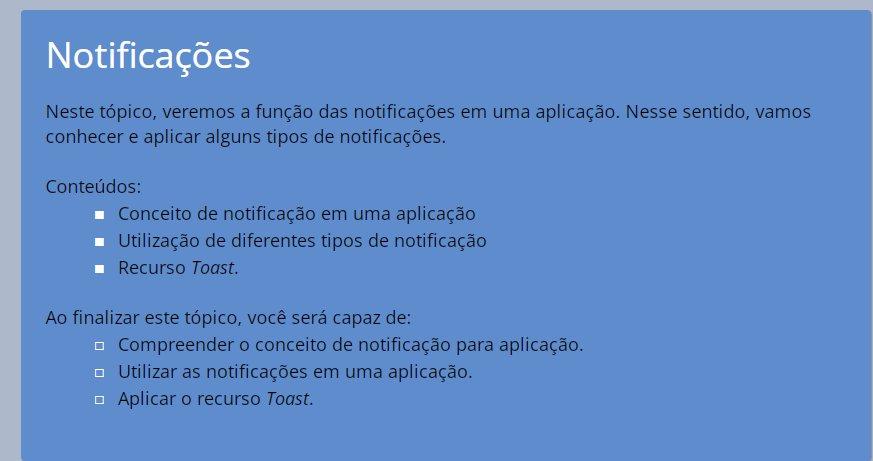 Notificações
Neste tópico, veremos a função das notificações em uma aplicação. Nesse sentido, vamos
conhecer e aplicar alguns tipos de notificações.
Conteúdos:
Conceito de notificação em uma aplicação
Utilização de diferentes tipos de notificação
Recurso Toast.
Ao finalizar este tópico, você será capaz de:
Compreender o conceito de notificação para aplicação.
Utilizar as notificações em uma aplicação.
Aplicar o recurso Toast.